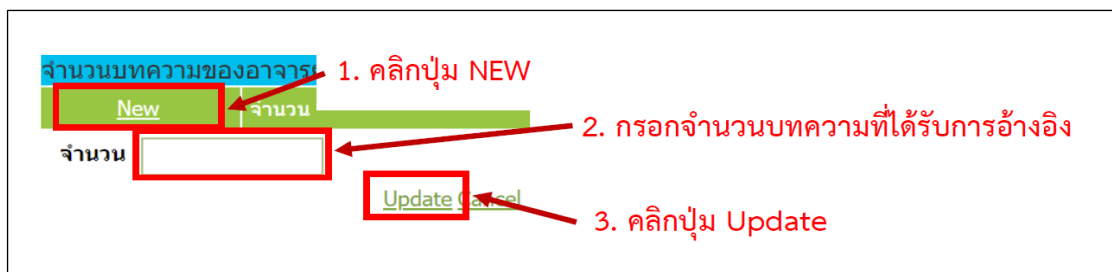 จำนวนบทความของอาจารย์
1. คลิกปุ่ม NEW
New จำนวน
2. กรอกจำนวนบทความที่ได้รับการอ้างอิง
จำนวน
Update Cancel
3. คลิกปุ่ม Update